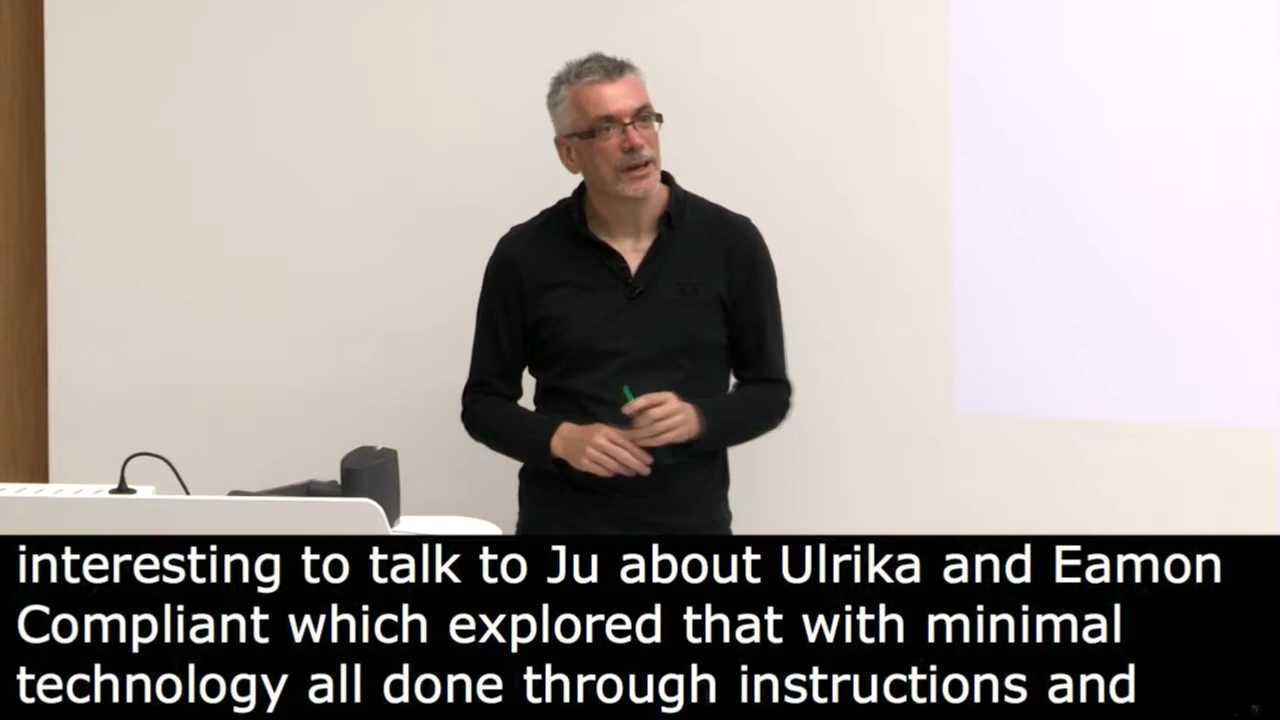 interesting to talk to Ju about Ulrika and Eamon
Compliant which explored that with minimal
technology all done through instructions and